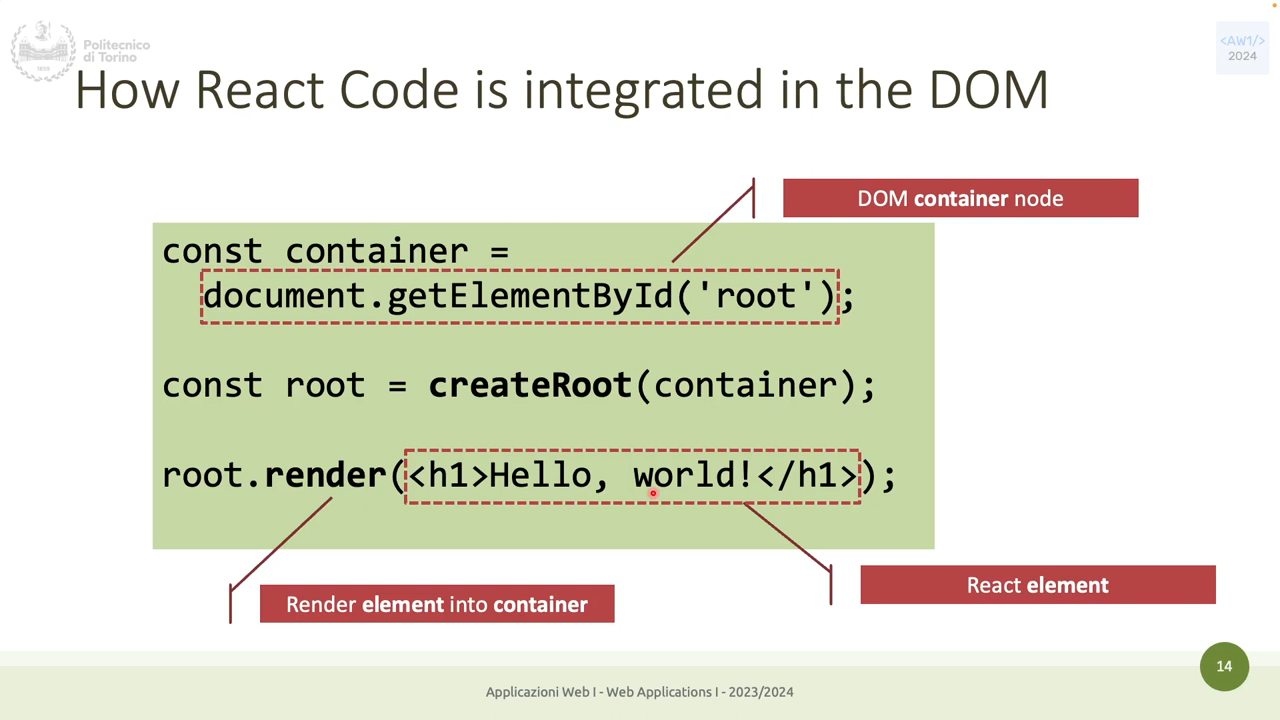 Politecnico
di Torino
1859
<AW1/>
2024
How React Code is integrated in the DOM
DOM container node
const container =
document.getElementById('root');
const root = createRoot(container);
root.render(<h1>Hello, world!</h1>);
Render element into container
React element
14
Applicazioni Web I - Web Applications I - 2023/2024